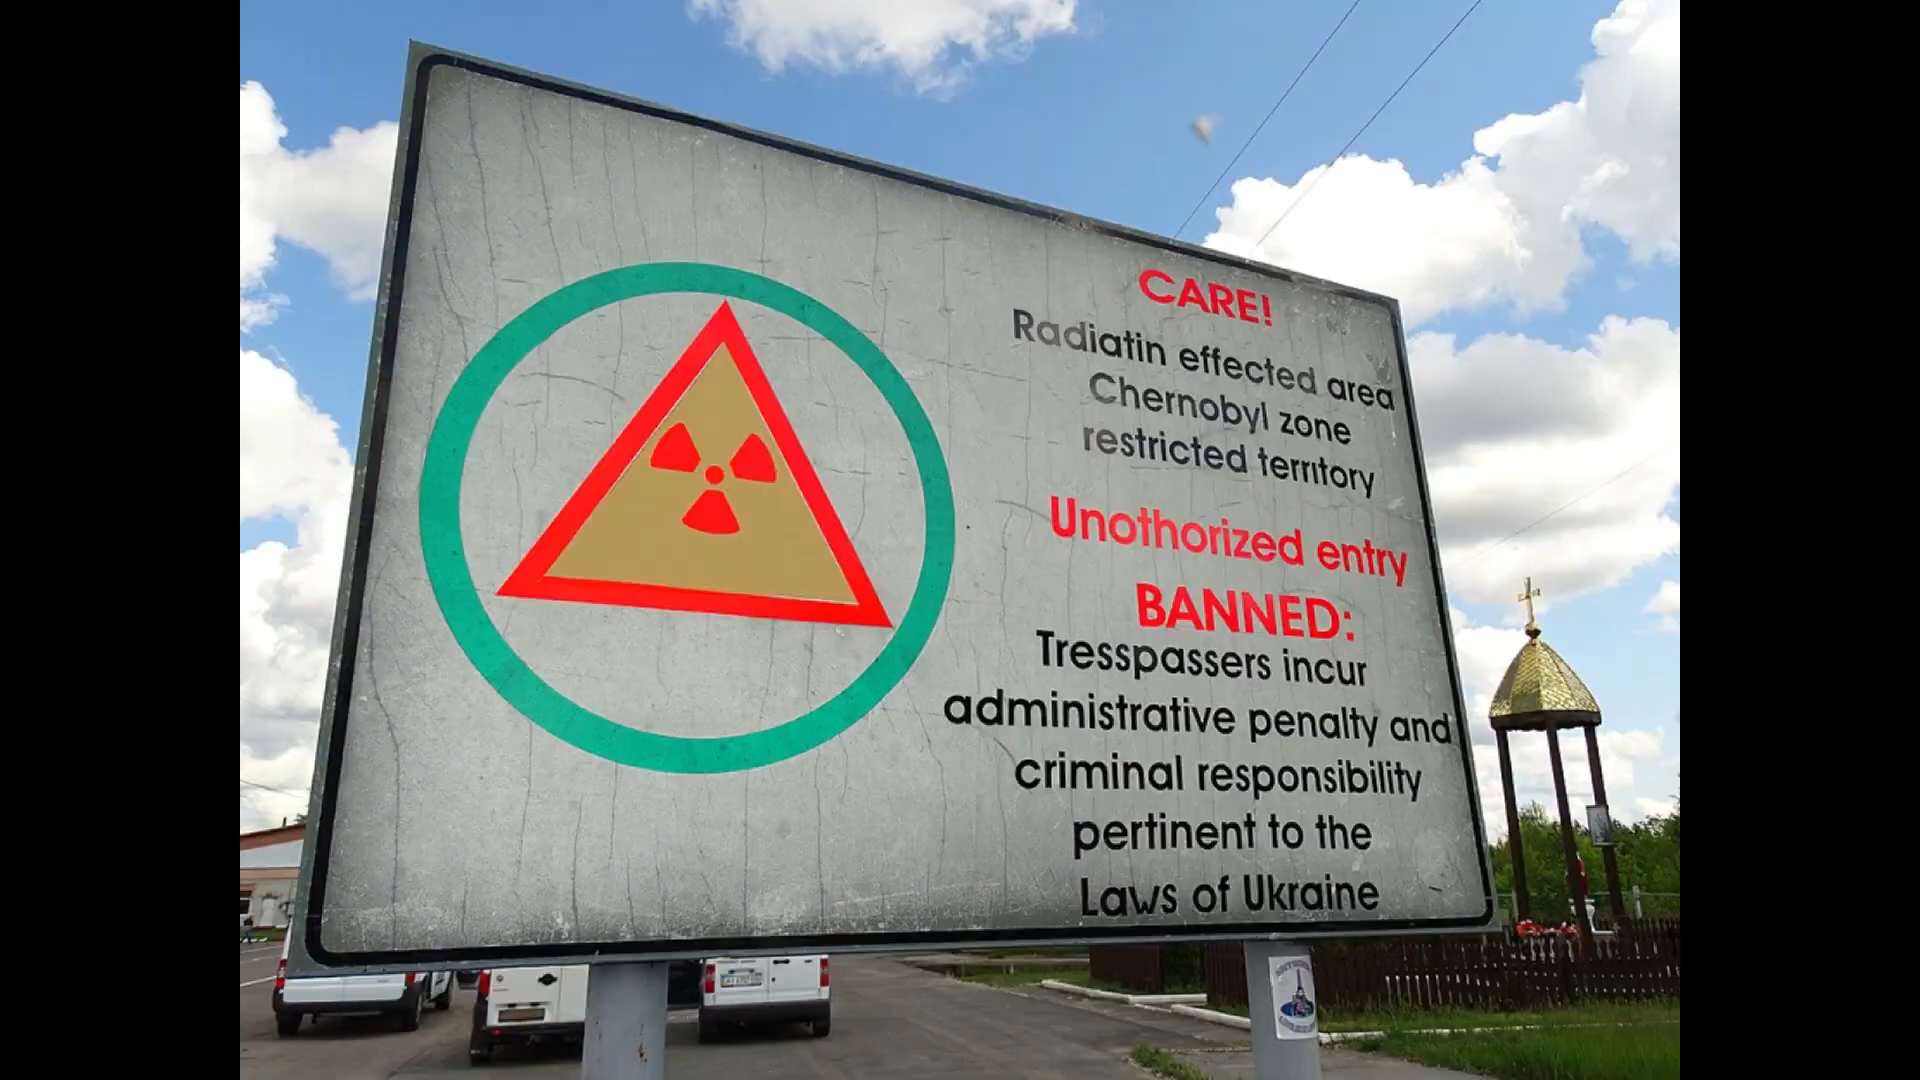 CARE!
Radiatin effected area
Chernobyl zone
restricted territory
Unothorized entry
BANNED:
Tresspassers incur
administrative penalty and
criminal responsibility
pertinent to the
Laws of Ukraine